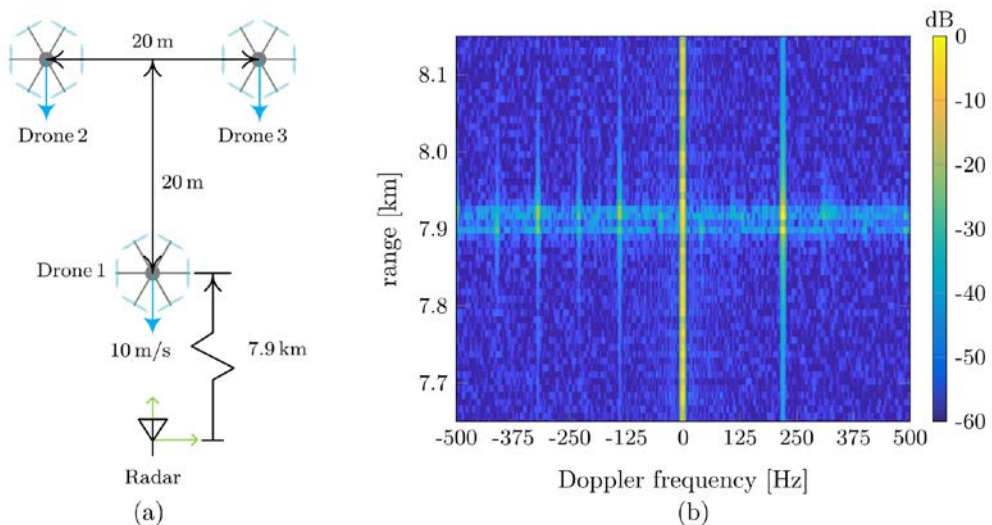 20 m
Drone 2
Drone 3
20 m
Drone 1
10 m/s
7.9 km
Radar
(a)
dB
8.1
8.0
7.9
7.8
7.7
range [km]
-500 -375 -250 -125 0 125 250 375 500
Doppler frequency [Hz]
0
-10
-20
-30
-40
-50
-60
(b)